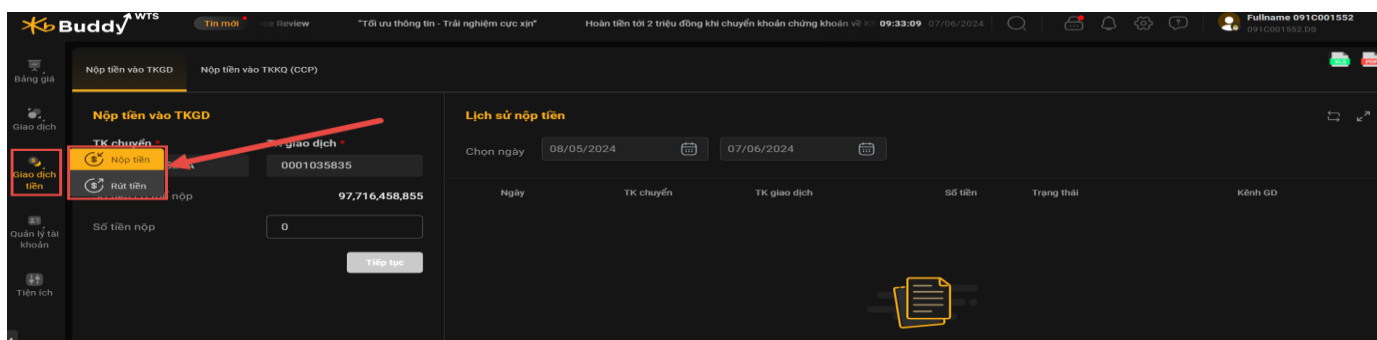 KB Buddy WTS
Tin mới
ce Review
"Tối ưu thông tin - Trải nghiệm cực xịn"
Hoàn tiền tới 2 triệu đồng khi chuyển khoản chứng khoán về
09:33:09 07/06/2024
Fullname 091C001552
091C001552.DS
Bảng giá
Nộp tiền vào TKGD
Nộp tiền vào TKKQ (CCP)
XLS
PDF
Giao dịch
Nộp tiền vào TKGD
Lịch sử nộp tiền
TK chuyển *
giao dịch *
Chọn ngày
08/05/2024
07/06/2024
Giao dịch
tiền
Nộp tiền
A
0001035835
Rút tiền
nộp
97,716,458,855
Ngày
TK chuyển
TK giao dịch
Số tiền
Trạng thái
Kênh GD
Quản lý tài
khoản
Số tiền nộp
0
Tiếp tục
Tiện ích